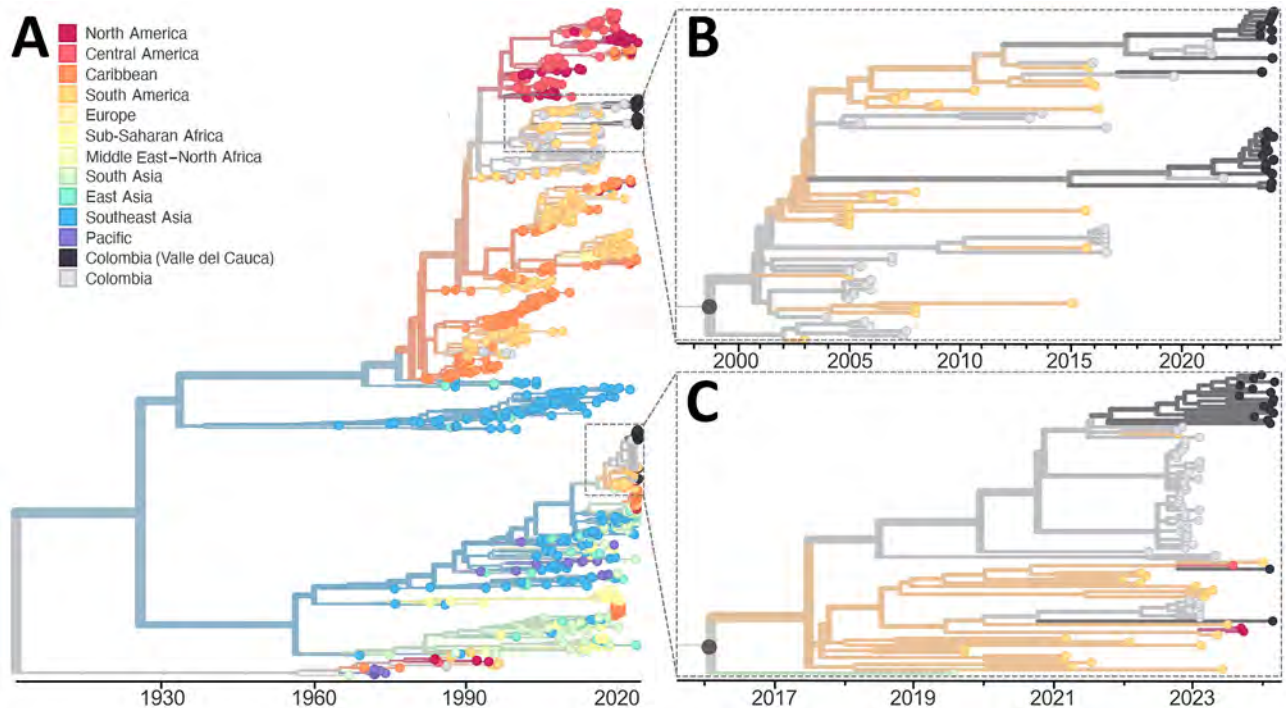 A
North America
Central America
Caribbean
South America
Europe
Sub-Saharan Africa
Middle East–North Africa
South Asia
East Asia
Southeast Asia
Pacific
Colombia (Valle del Cauca)
Colombia
1930
1960
1990
2020
B
2000
2005
2010
2015
2020
C
2017
2019
2021
2023